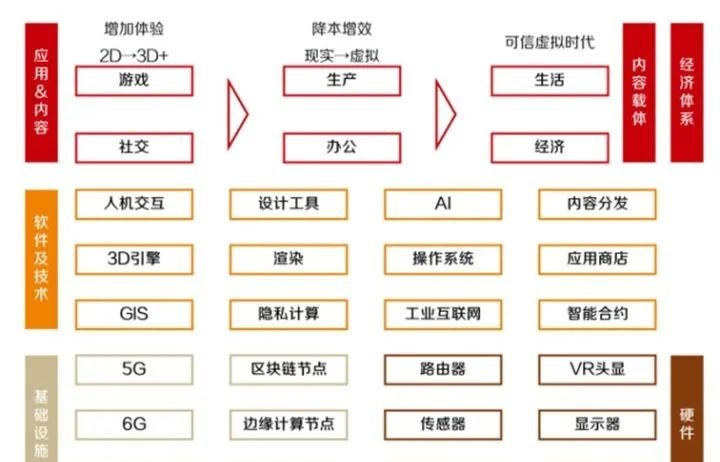 应用&内容
增加体验
2D→3D+
降本增效
现实→虚拟
可信虚拟时代
游戏
生产
生活
社交
办公
经济
内容载体
经济体系
软件及技术
人机交互
设计工具
AI
内容分发
3D引擎
渲染
操作系统
应用商店
GIS
隐私计算
工业互联网
智能合约
基础设施
5G
区块链节点
路由器
VR头显
6G
边缘计算节点
传感器
显示器
硬件